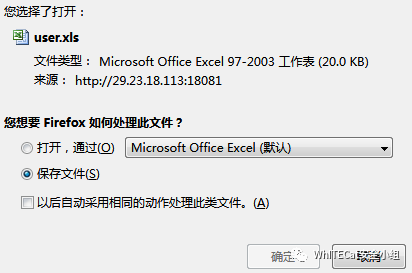 您选择了打开：
user.xls
文件类型： Microsoft Office Excel 97-2003 工作表 (20.0 KB)
来源： http://29.23.18.113:18081
您想要 Firefox 如何处理此文件？
打开，通过(O) Microsoft Office Excel (默认)
保存文件(S)
以后自动采用相同的动作处理此类文件。(A)
确定 取消
WhITECat安全小组